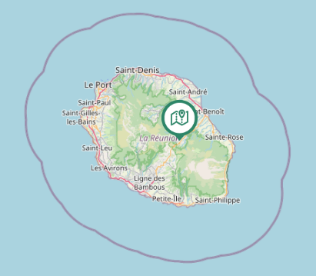 Saint-Denis
Le Port
Saint-André
Saint-Paul
nt-Benoît
Saint-Gilles-
les-Bains
La Réunion
Sainte-Rose
Saint-Leu
Les Avirons
Ligne des
Bambous
Petite-Île
Saint-Philippe